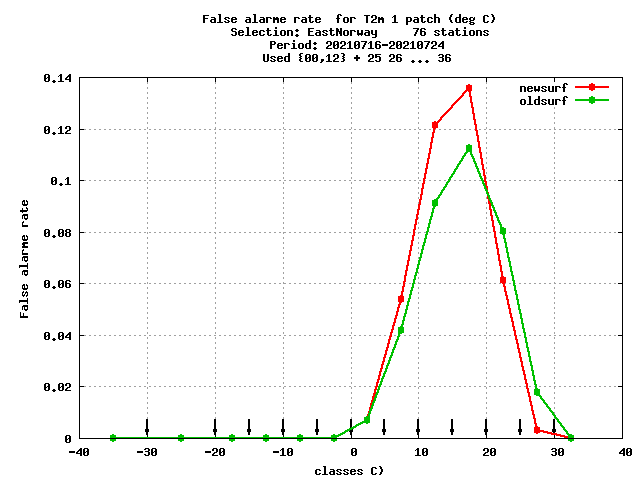 False alarme rate  for T2m 1 patch (deg C)
Selection: EastNorway     76 stations
Period: 20210716-20210724
Used {00,12} + 25 26 ... 36
newsurf
oldsurf
0.14
0.12
0.1
0.08
0.06
0.04
0.02
0
False alarme rate
-40 -30 -20 -10 0 10 20 30 40
classes C)